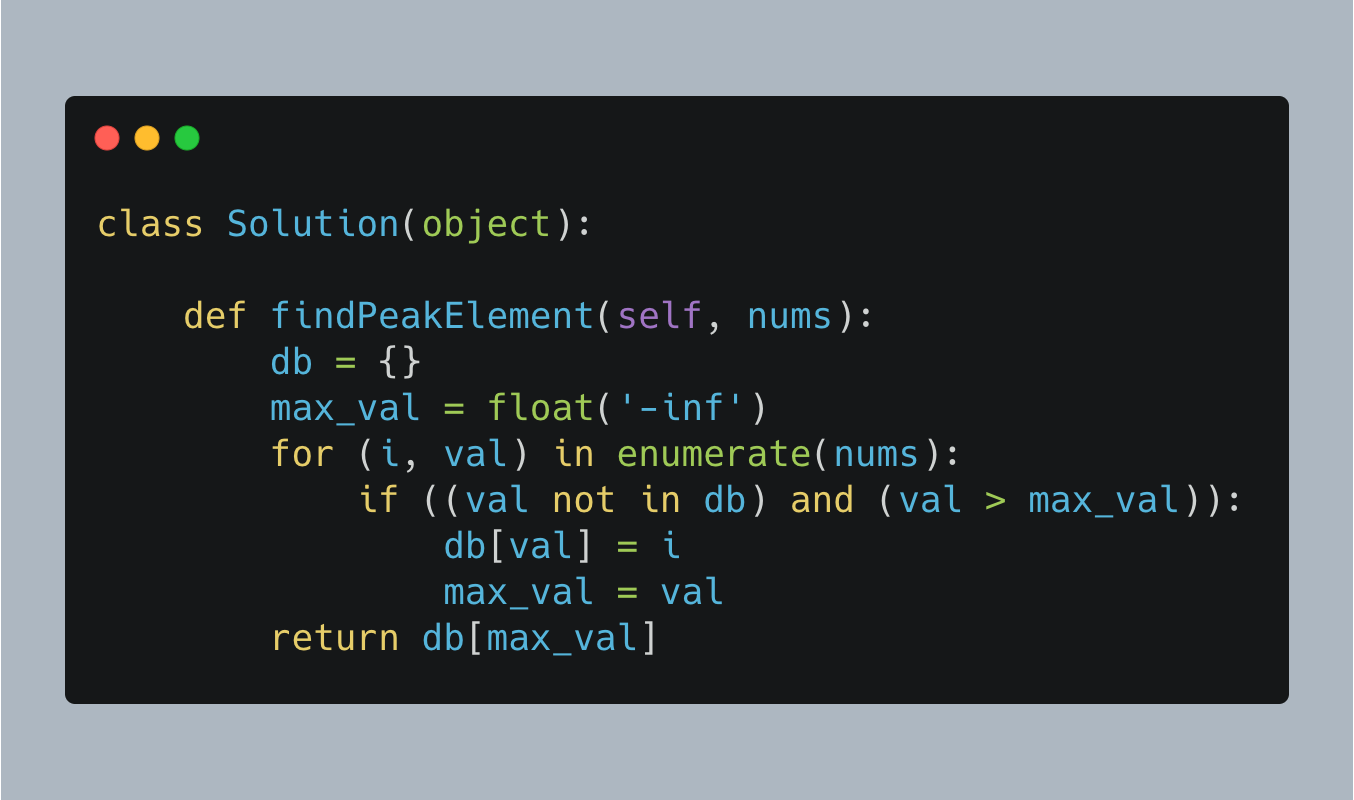 class Solution(object):
    def findPeakElement(self, nums):
        db = {}
        max_val = float('-inf')
        for (i, val) in enumerate(nums):
            if ((val not in db) and (val > max_val)):
                db[val] = i
                max_val = val
        return db[max_val]